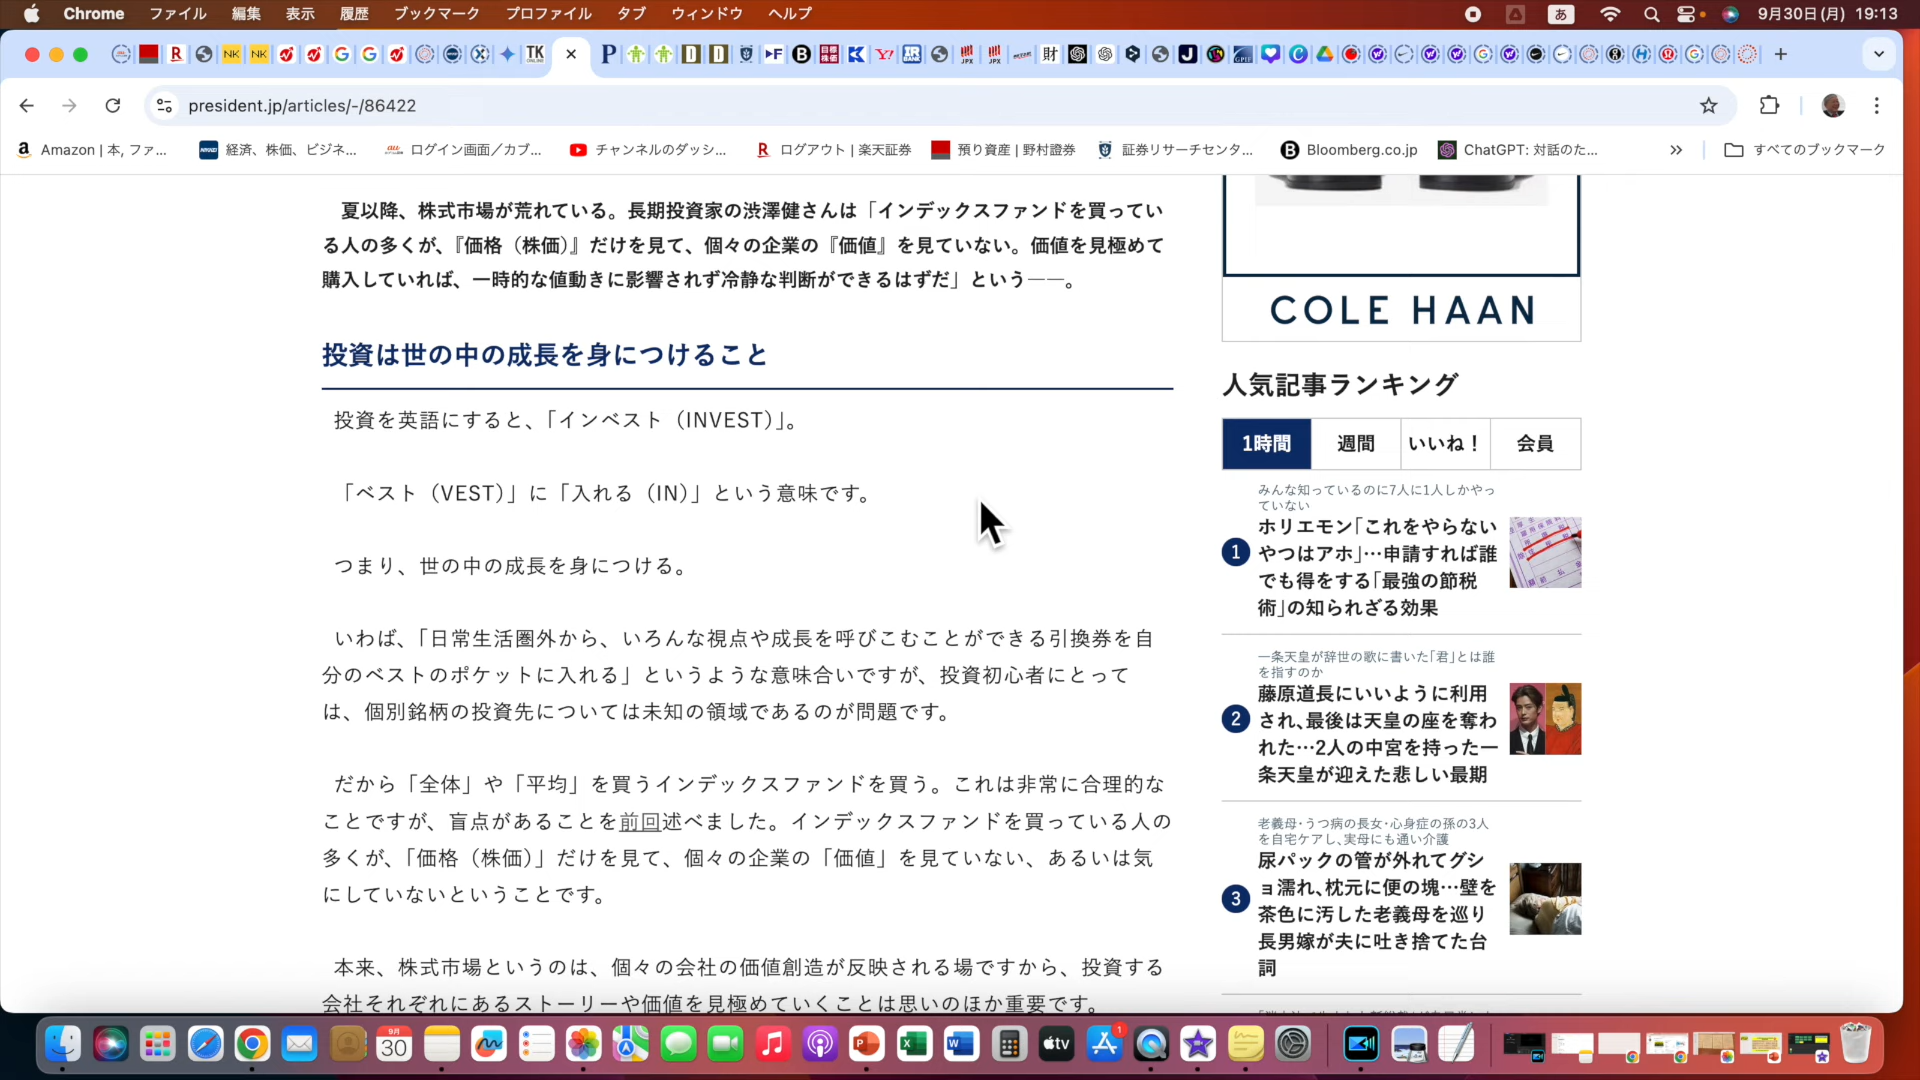 Chrome ファイル 編集 表示 履歴 ブックマーク プロファイル タブ ウィンドウ ヘルプ
あ 9月30日(月) 19:13
president.jp/articles/-/86422
Amazon | 本, ファ...
経済、株価、ビジネ...
ログイン画面／カブ...
チャンネルのダッシ...
ログアウト | 楽天証券
預り資産 | 野村證券
証券リサーチセンタ...
Bloomberg.co.jp
ChatGPT: 対話のた...
すべてのブックマーク
夏以降、株式市場が荒れている。長期投資家の渋澤健さんは「インデックスファンドを買ってい
る人の多くが、『価格（株価）』だけを見て、個々の企業の『価値』を見ていない。価値を見極めて
購入していれば、一時的な値動きに影響されず冷静な判断ができるはずだ」という――。
投資は世の中の成長を身につけること
投資を英語にすると、「インベスト（INVEST）」。
「ベスト（VEST）」に「入れる（IN）」という意味です。
つまり、世の中の成長を身につける。
いわば、「日常生活圏外から、いろんな視点や成長を呼びこむことができる引換券を自
分のベストのポケットに入れる」というような意味合いですが、投資初心者にとって
は、個別銘柄の投資先については未知の領域であるのが問題です。
だから「全体」や「平均」を買うインデックスファンドを買う。これは非常に合理的な
ことですが、盲点があることを前回述べました。インデックスファンドを買っている人の
多くが、「価格（株価）」だけを見て、個々の企業の「価値」を見ていない、あるいは気
にしていないということです。
本来、株式市場というのは、個々の会社の価値創造が反映される場ですから、投資する
会社それぞれにあるストーリーや価値を見極めていくことは思いのほか重要です。
COLE HAAN
人気記事ランキング
1時間 週間 いいね！ 会員
みんな知っているのに7人に1人しかやっ
ていない
1
ホリエモン｢これをやらない
やつはアホ｣…申請すれば誰
でも得をする｢最強の節税
術｣の知られざる効果
一条天皇が辞世の歌に書いた｢君｣とは誰
を指すのか
2
藤原道長にいいように利用
され､最後は天皇の座を奪わ
れた…2人の中宮を持った一
条天皇が迎えた悲しい最期
老義母･うつ病の長女･心身症の孫の3人
を自宅ケアし､実母にも通い介護
3
尿パックの管が外れてグシ
ョ濡れ､枕元に便の塊…壁を
茶色に汚した老義母を巡り
長男嫁が夫に吐き捨てた台
詞
9月
30
tv
1